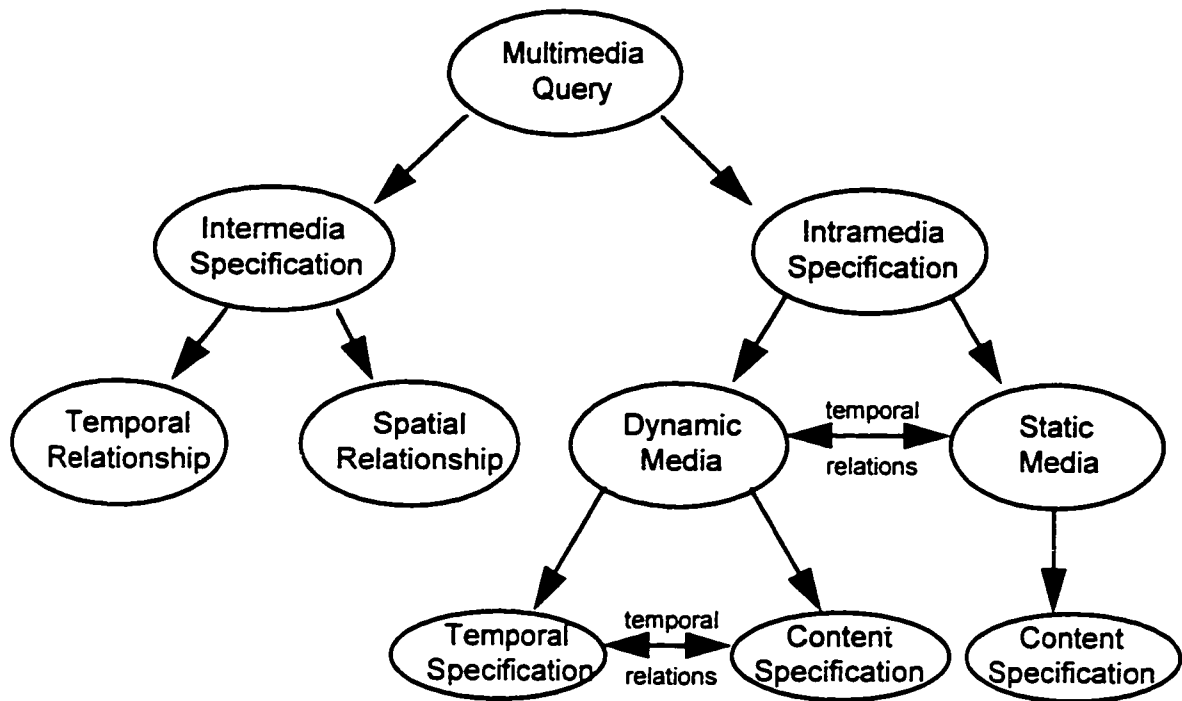 Multimedia
Query
Intermedia
Specification
Intramedia
Specification
Temporal
Relationship
Spatial
Relationship
Dynamic
Media
temporal
relations
Static
Media
Temporal
Specification
temporal
relations
Content
Specification
Content
Specification